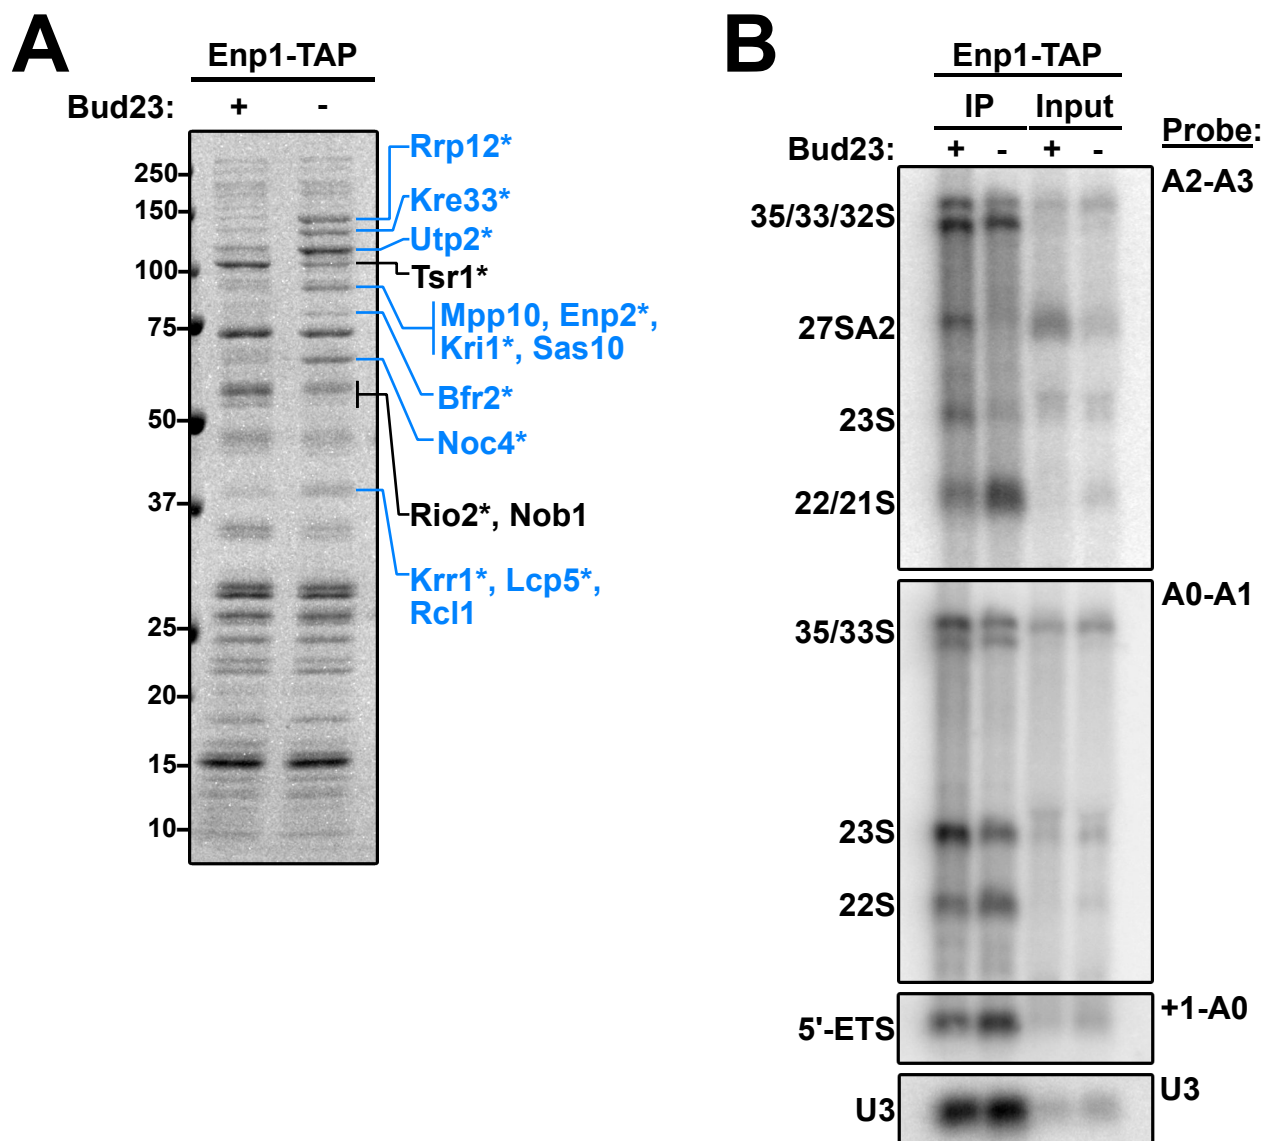 A
Enp1-TAP
Bud23: + -
250
150
100
75
50
37
25
20
15
10
Rrp12*
Kre33*
Utp2*
Tsr1*
Mpp10, Enp2*,
Kri1*, Sas10
Bfr2*
Noc4*
Rio2*, Nob1
Krr1*, Lcp5*,
Rcl1
B
Enp1-TAP
IP Input
Probe:
Bud23: + - + -
A2-A3
35/33/32S
27SA2
23S
22/21S
A0-A1
35/33S
23S
22S
+1-A0
5'-ETS
U3
U3